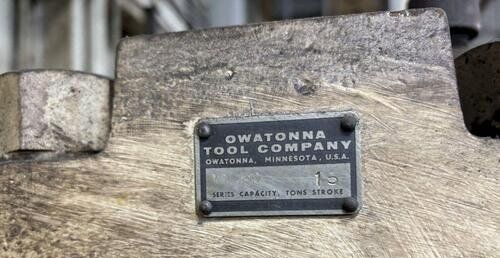 OWATONNA
TOOL COMPANY
OWATONNA, MINNESOTA, U.S.A.
15
SERIES CAPACITY, TONS STROKE